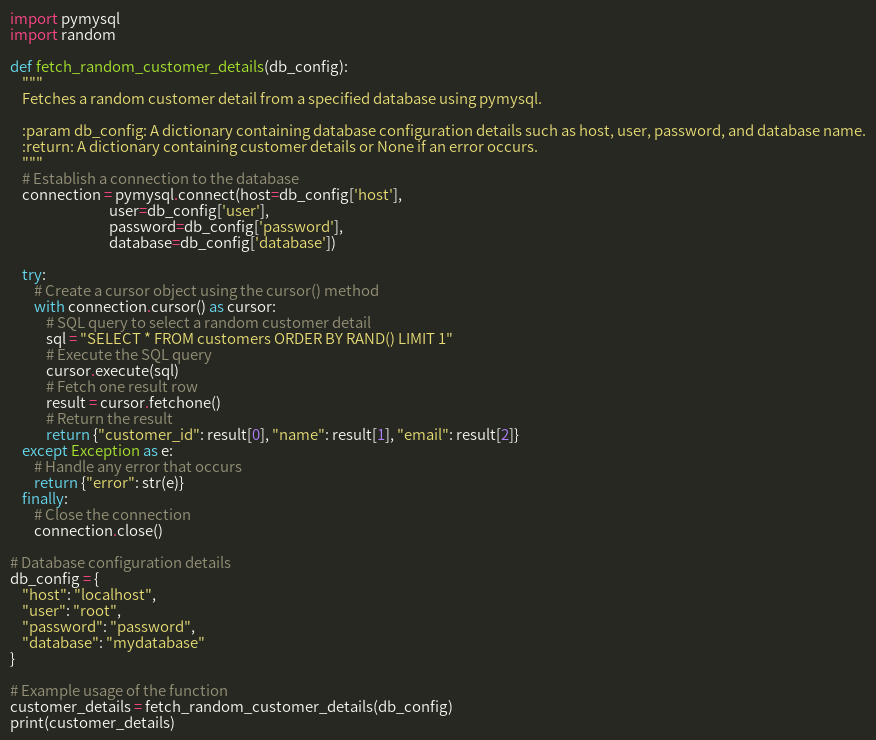 import pymysql
import random

def fetch_random_customer_details(db_config):
    """
    Fetches a random customer detail from a specified database using pymysql.

    :param db_config: A dictionary containing database configuration details such as host, user, password, and database name.
    :return: A dictionary containing customer details or None if an error occurs.
    """
    # Establish a connection to the database
    connection = pymysql.connect(host=db_config['host'],
                                 user=db_config['user'],
                                 password=db_config['password'],
                                 database=db_config['database'])

    try:
        # Create a cursor object using the cursor() method
        with connection.cursor() as cursor:
            # SQL query to select a random customer detail
            sql = "SELECT * FROM customers ORDER BY RAND() LIMIT 1"
            # Execute the SQL query
            cursor.execute(sql)
            # Fetch one result row
            result = cursor.fetchone()
            # Return the result
            return {"customer_id": result[0], "name": result[1], "email": result[2]}
    except Exception as e:
        # Handle any error that occurs
        return {"error": str(e)}
    finally:
        # Close the connection
        connection.close()

# Database configuration details
db_config = {
    "host": "localhost",
    "user": "root",
    "password": "password",
    "database": "mydatabase"
}

# Example usage of the function
customer_details = fetch_random_customer_details(db_config)
print(customer_details)